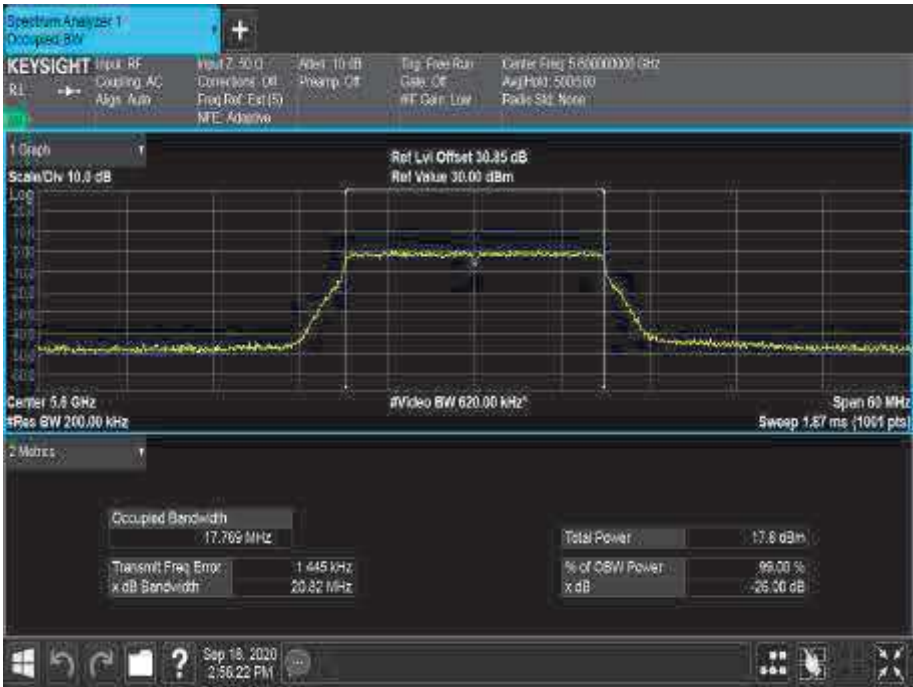 Spectrum Analyzer 1
Occupied BW
+
KEYSIGHT
Input: RF
Coupling: AC
Align: Auto
Input Z: 50 Ω
Corrections: Off
Freq Ref: Ext (S)
NFE: Adaptive
Atten: 10 dB
Preamp: Off
Trig: Free Run
Gate: Off
#IF Gain: Low
Center Freq: 5.600000000 GHz
Avg|Hold: 500/500
Radio Std: None
1 Graph
Scale/Div 10.0 dB
Ref Lvl Offset 30.85 dB
Ref Value 30.00 dBm
Log
Center 5.6 GHz
#Res BW 200.00 kHz
#Video BW 620.00 kHz*
Span 60 MHz
Sweep 1.87 ms (1001 pts)
2 Metrics
Occupied Bandwidth
17.769 MHz
Transmit Freq Error 1.445 kHz
x dB Bandwidth 20.82 MHz
Total Power 17.8 dBm
% of OBW Power 99.00 %
x dB -26.00 dB
?
Sep 18, 2020
2:56:22 PM